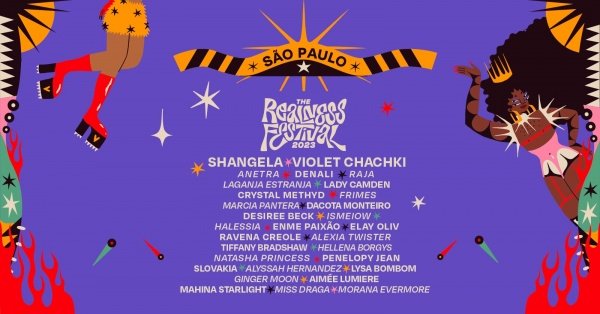 SÃO PAULO
THE
REALNESS
FESTIVAL
2023
SHANGELA VIOLET CHACHKI
ANETRA DENALI RAJA
LAGANJA ESTRANJA LADY CAMDEN
CRYSTAL METHYD FRIMES
MARCIA PANTERA DACOTA MONTEIRO
DESIREE BECK ISMEIOW
HALESSIA ENME PAIXÃO ELAY OLIV
RAVENA CREOLE ALEXIA TWISTER
TIFFANY BRADSHAW HELLENA BORGYS
NATASHA PRINCESS PENELOPY JEAN
SLOVAKIA ALYSSAH HERNANDEZ LYSA BOMBOM
GINGER MOON AIMÉE LUMIERE
MAHINA STARLIGHT MISS DRAGA MORANA EVERMORE